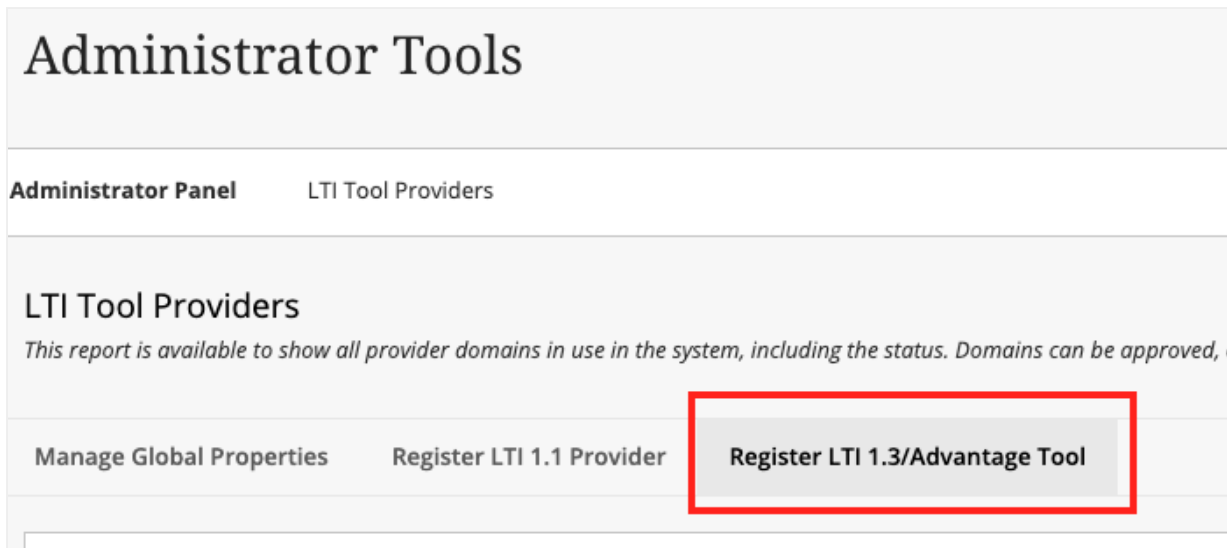 Administrator Tools
Administrator Panel LTI Tool Providers
LTI Tool Providers
This report is available to show all provider domains in use in the system, including the status. Domains can be approved,
Manage Global Properties Register LTI 1.1 Provider Register LTI 1.3/Advantage Tool